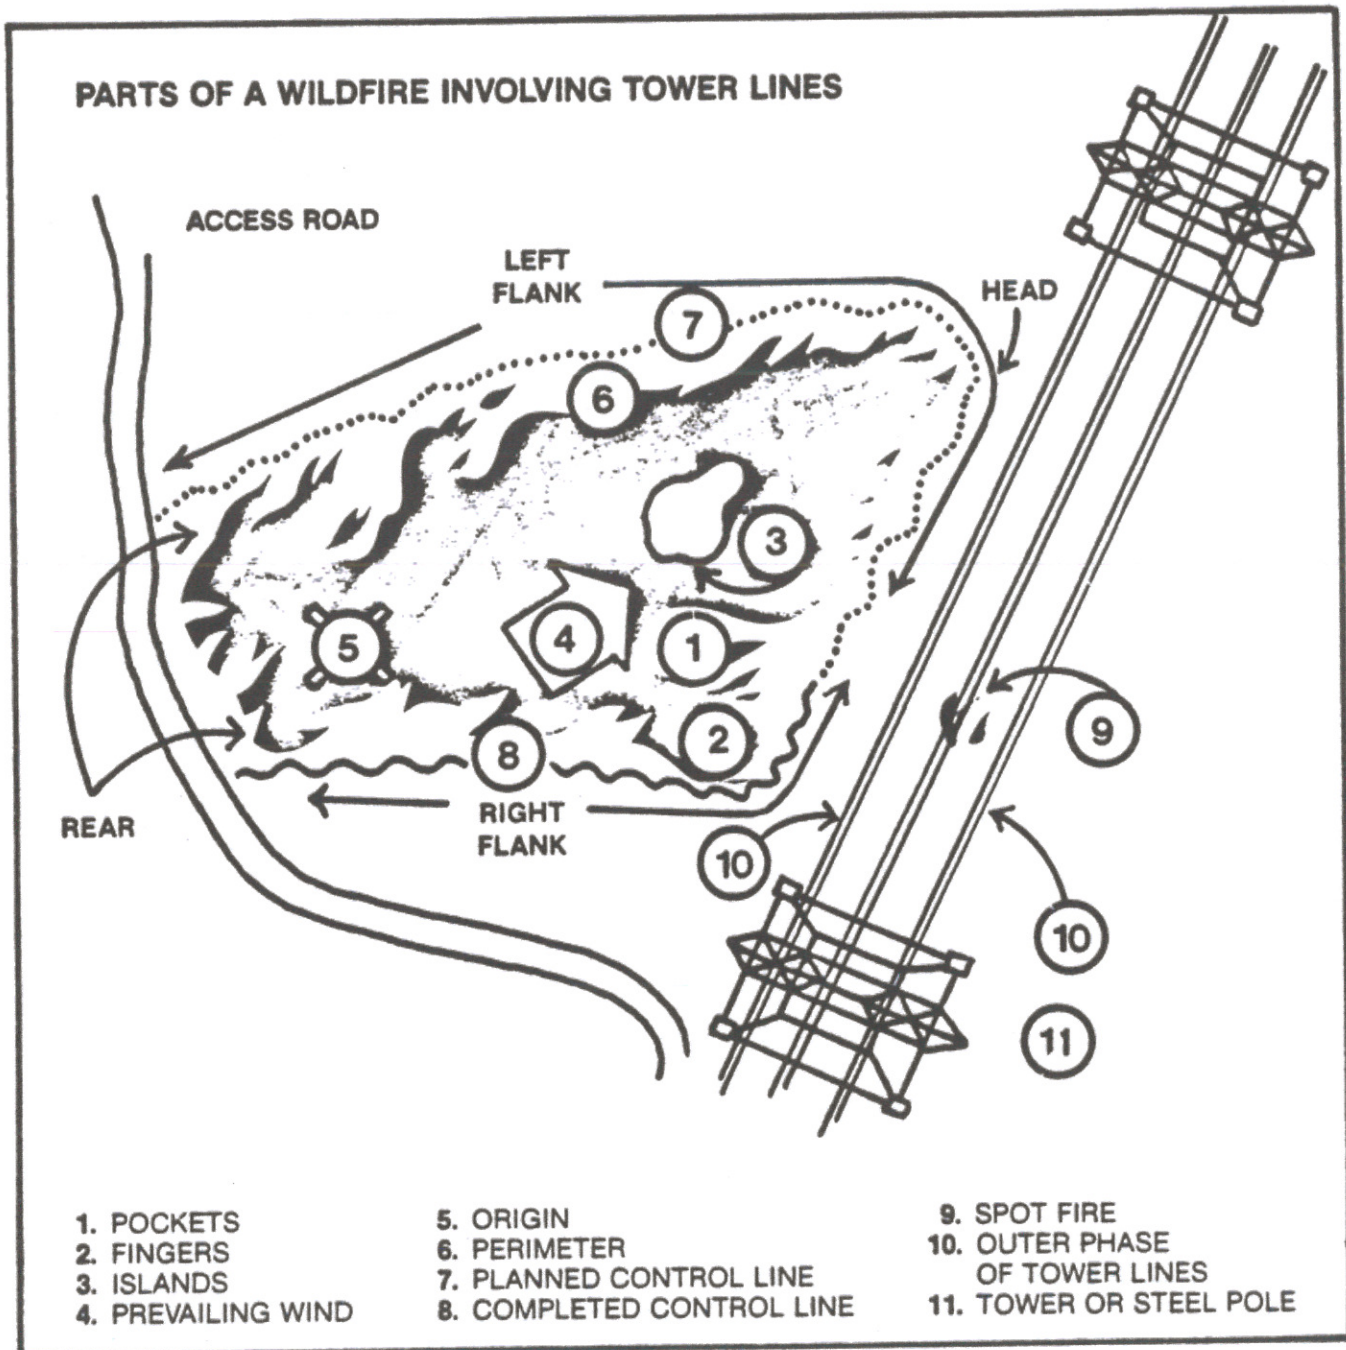 PARTS OF A WILDFIRE INVOLVING TOWER LINES
ACCESS ROAD
LEFT
FLANK
HEAD
7
6
3
5
4
1
2
8
9
REAR
RIGHT
FLANK
10
10
11
1. POCKETS
2. FINGERS
3. ISLANDS
4. PREVAILING WIND
5. ORIGIN
6. PERIMETER
7. PLANNED CONTROL LINE
8. COMPLETED CONTROL LINE
9. SPOT FIRE
10. OUTER PHASE
OF TOWER LINES
11. TOWER OR STEEL POLE